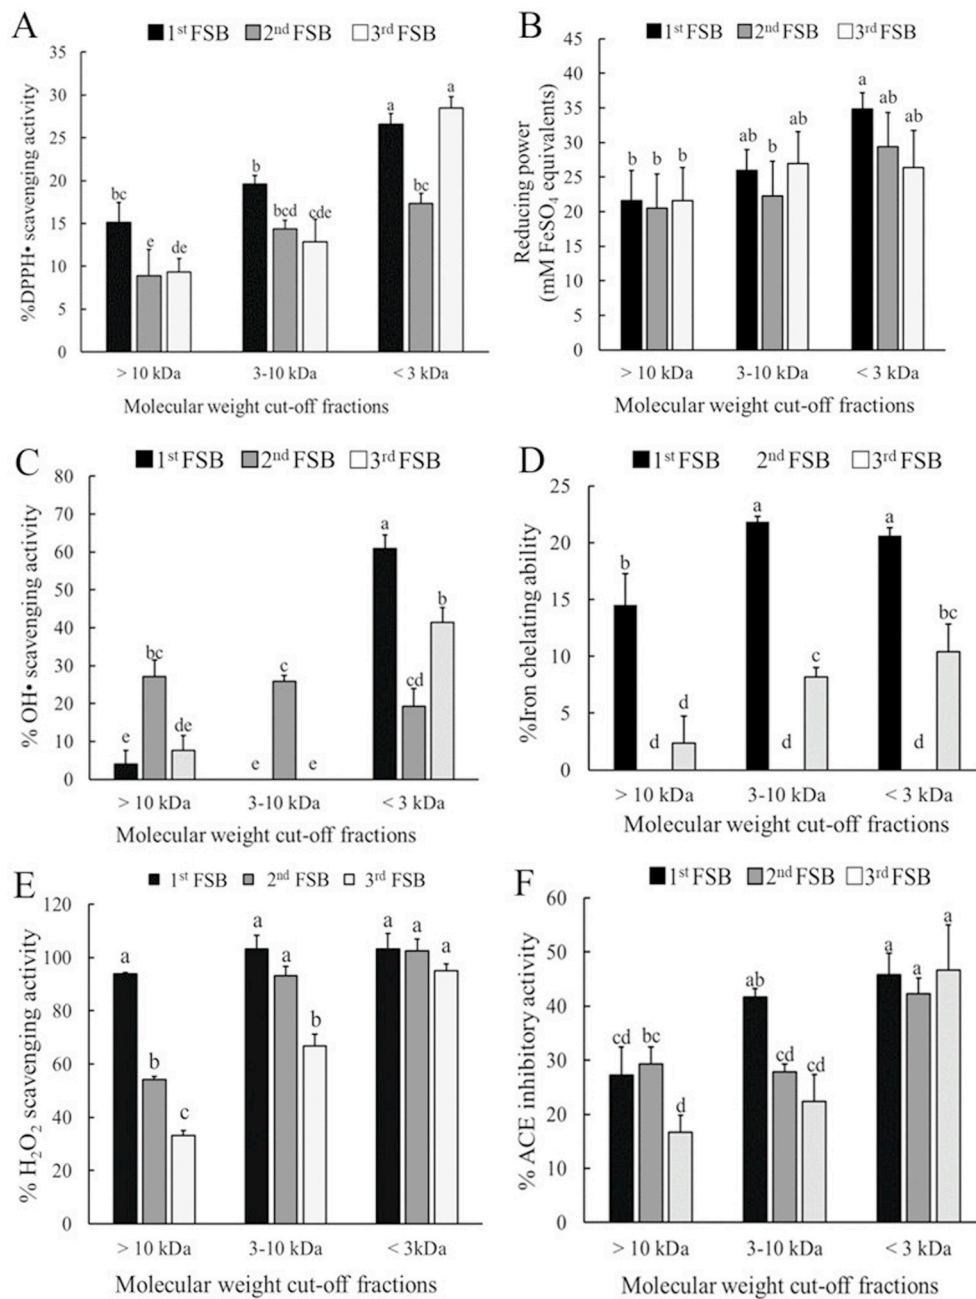 A
1st FSB 2nd FSB 3rd FSB
%DPPH• scavenging activity
35
30
25
20
15
10
5
0
bc e de
b bcd cde
a bc a
> 10 kDa 3-10 kDa < 3 kDa
Molecular weight cut-off fractions
B
1st FSB 2nd FSB 3rd FSB
Reducing power
(mM FeSO4 equivalents)
45
40
35
30
25
20
15
10
5
0
b b b
ab b ab
a ab ab
> 10 kDa 3-10 kDa < 3 kDa
Molecular weight cut-off fractions
C
1st FSB 2nd FSB 3rd FSB
% OH• scavenging activity
80
70
60
50
40
30
20
10
0
e bc de
e c e
a cd b
> 10 kDa 3-10 kDa < 3 kDa
Molecular weight cut-off fractions
D
1st FSB 2nd FSB 3rd FSB
%Iron chelating ability
25
20
15
10
5
0
b d d
a d c
a d bc
> 10 kDa 3-10 kDa < 3 kDa
Molecular weight cut-off fractions
E
1st FSB 2nd FSB 3rd FSB
% H2O2 scavenging activity
120
100
80
60
40
20
0
a b c
a a b
a a a
> 10 kDa 3-10 kDa < 3kDa
Molecular weight cut-off fractions
F
1st FSB 2nd FSB 3rd FSB
% ACE inhibitory activity
60
50
40
30
20
10
0
cd bc d
ab cd cd
a a a
> 10 kDa 3-10 kDa < 3 kDa
Molecular weight cut-off fractions